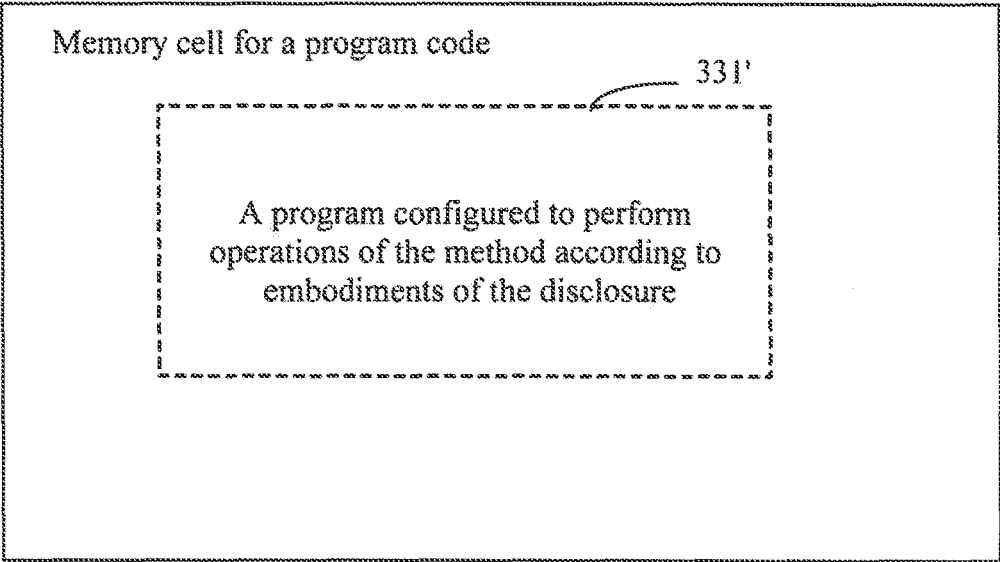 Memory cell for a program code
331'
A program configured to perform
operations of the method according to
embodiments of the disclosure